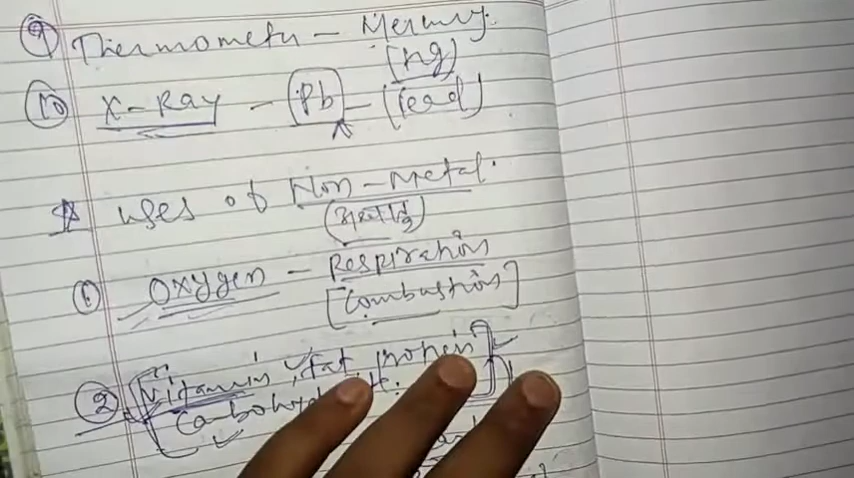 9 Thermometer - Mercury.
(Hg)
10 X-Ray - (Pb) - (lead)
uses of Non-Metal.
(अधातु)
1 Oxygen - Respiration
[Combustion]
2 Vitamin, fat, protein